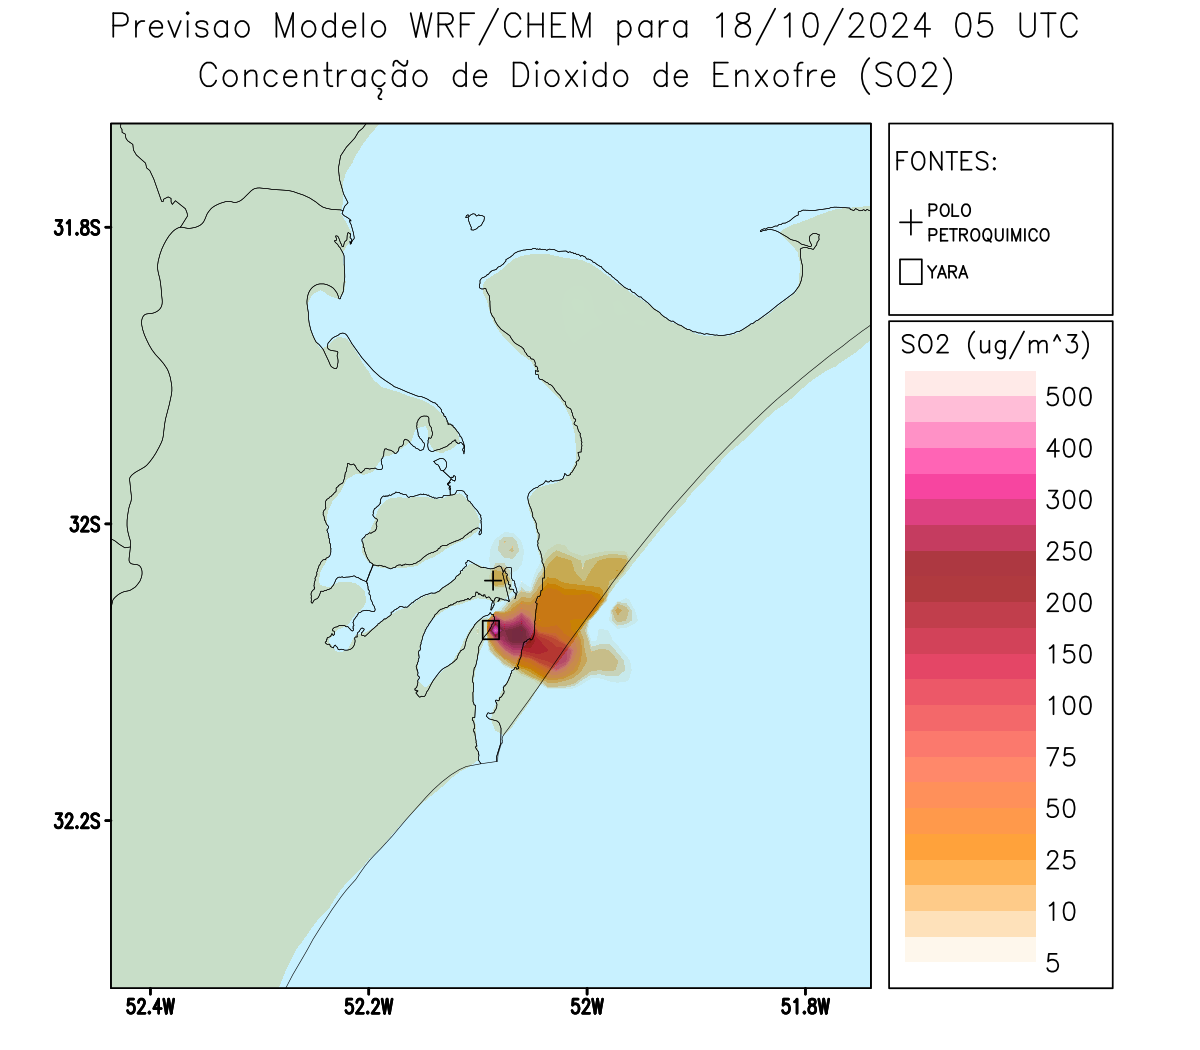 Previsao Modelo WRF/CHEM para 18/10/2024 05 UTC
Concentração de Dioxido de Enxofre (SO2)
FONTES:
POLO
PETROQUIMICO
YARA
SO2 (ug/m^3)
500
400
300
250
200
150
100
75
50
25
10
5
31.8S
32S
32.2S
52.4W
52.2W
52W
51.8W